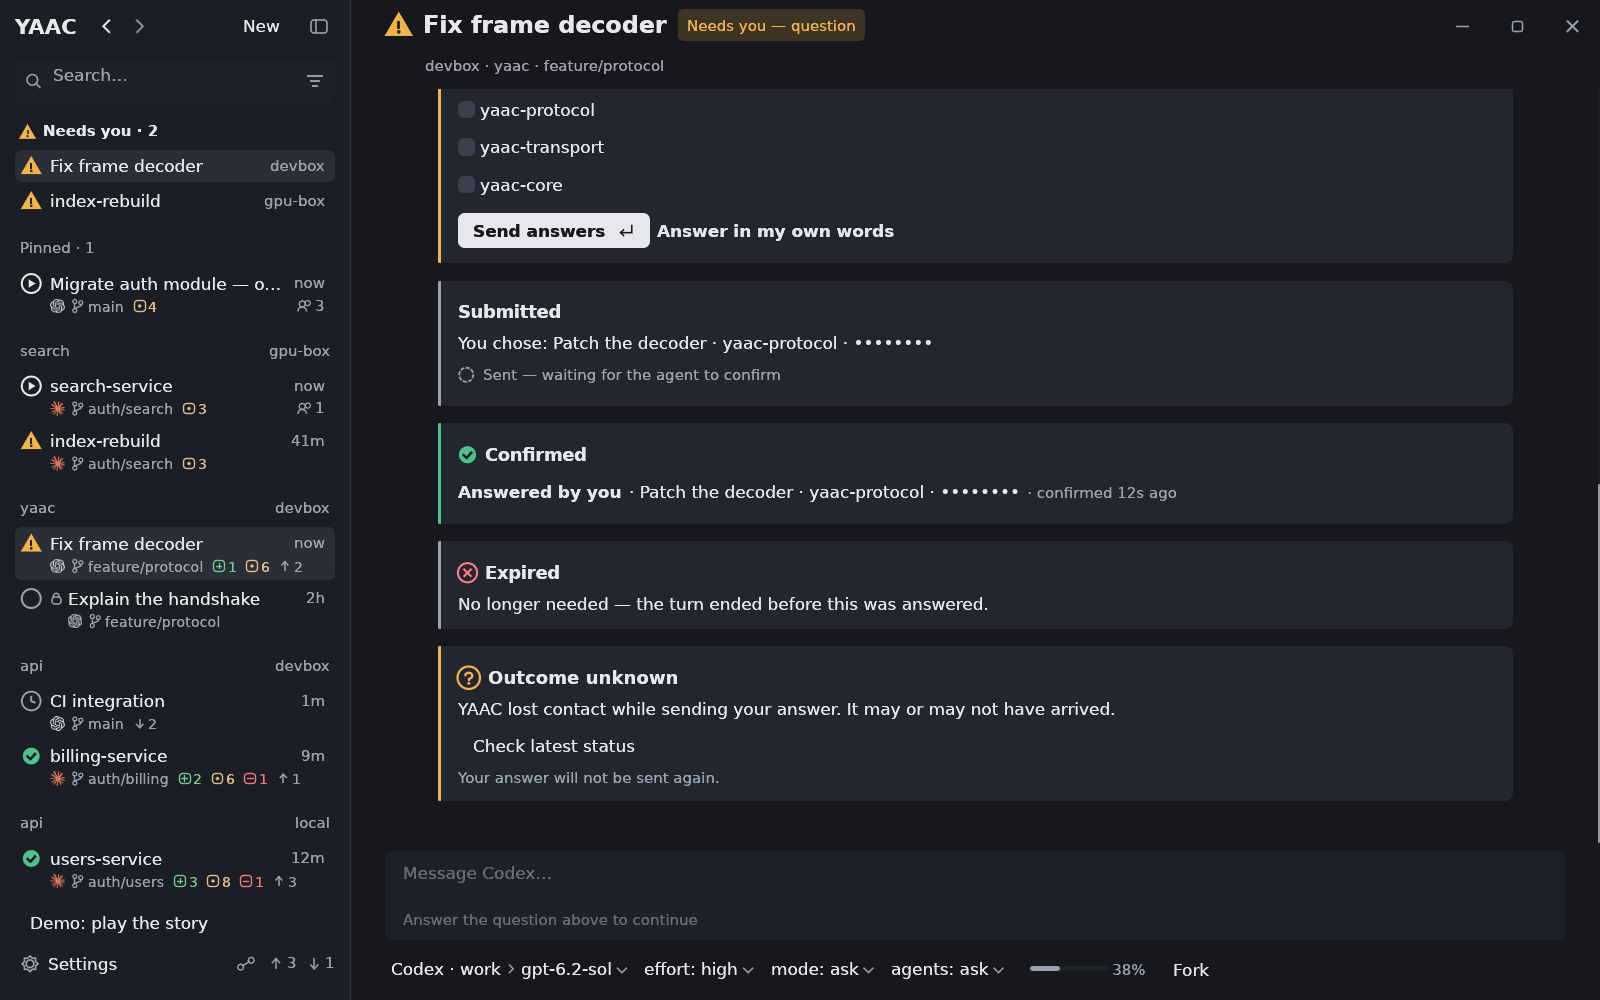 YAAC
New
Search…
Needs you · 2
Fix frame decoder devbox
index-rebuild gpu-box
Pinned · 1
Migrate auth module — o… now
main 4 3
search gpu-box
search-service now
auth/search 3 1
index-rebuild 41m
auth/search 3
yaac devbox
Fix frame decoder now
feature/protocol 1 6 2
Explain the handshake 2h
feature/protocol
api devbox
CI integration 1m
main 2
billing-service 9m
auth/billing 2 6 1 1
api local
users-service 12m
auth/users 3 8 1 3
Demo: play the story
Settings 3 1
Fix frame decoder Needs you — question
devbox · yaac · feature/protocol
yaac-protocol
yaac-transport
yaac-core
Send answers Answer in my own words
Submitted
You chose: Patch the decoder · yaac-protocol · ••••••••
Sent — waiting for the agent to confirm
Confirmed
Answered by you · Patch the decoder · yaac-protocol · •••••••• · confirmed 12s ago
Expired
No longer needed — the turn ended before this was answered.
Outcome unknown
YAAC lost contact while sending your answer. It may or may not have arrived.
Check latest status
Your answer will not be sent again.
Message Codex…
Answer the question above to continue
Codex · work gpt-6.2-sol effort: high mode: ask agents: ask 38% Fork